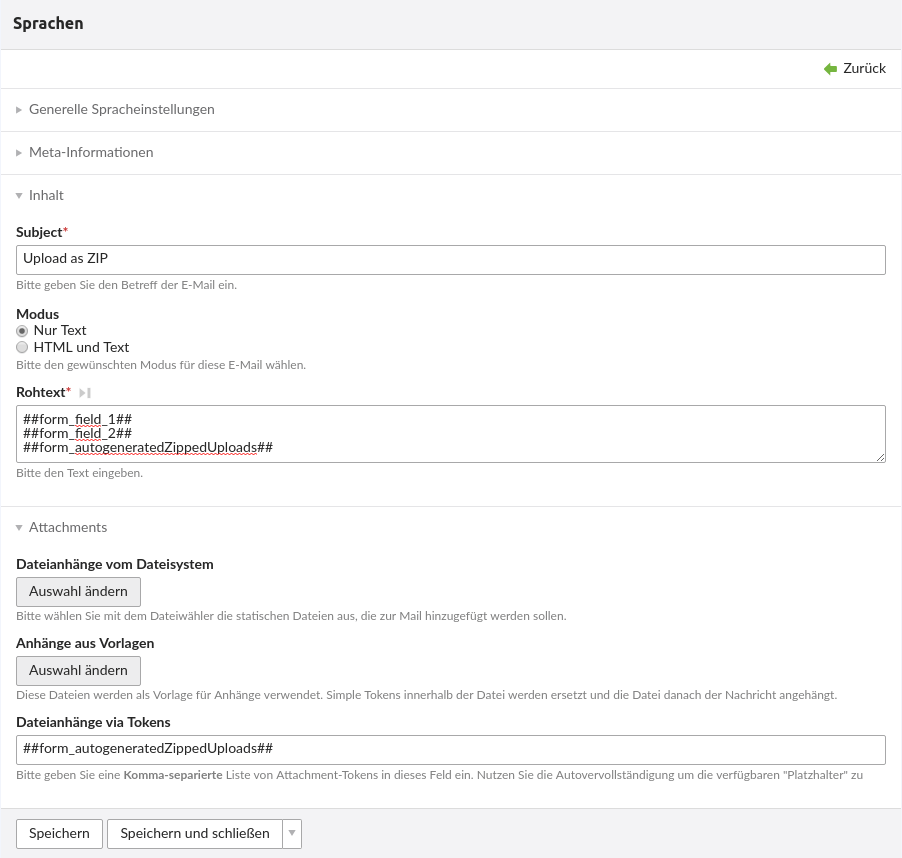 Sprachen
Zurück
Generelle Spracheinstellungen
Meta-Informationen
Inhalt
Subject*
Upload as ZIP
Bitte geben Sie den Betreff der E-Mail ein.
Modus
Nur Text
HTML und Text
Bitte den gewünschten Modus für diese E-Mail wählen.
Rohtext*
##form_field_1##
##form_field_2##
##form_autogeneratedZippedUploads##
Bitte den Text eingeben.
Attachments
Dateianhänge vom Dateisystem
Auswahl ändern
Bitte wählen Sie mit dem Dateiwähler die statischen Dateien aus, die zur Mail hinzugefügt werden sollen.
Anhänge aus Vorlagen
Auswahl ändern
Diese Dateien werden als Vorlage für Anhänge verwendet. Simple Tokens innerhalb der Datei werden ersetzt und die Datei danach der Nachricht angehängt.
Dateianhänge via Tokens
##form_autogeneratedZippedUploads##
Bitte geben Sie eine Komma-separierte Liste von Attachment-Tokens in dieses Feld ein. Nutzen Sie die Autovervollständigung um die verfügbaren "Platzhalter" zu
Speichern
Speichern und schließen